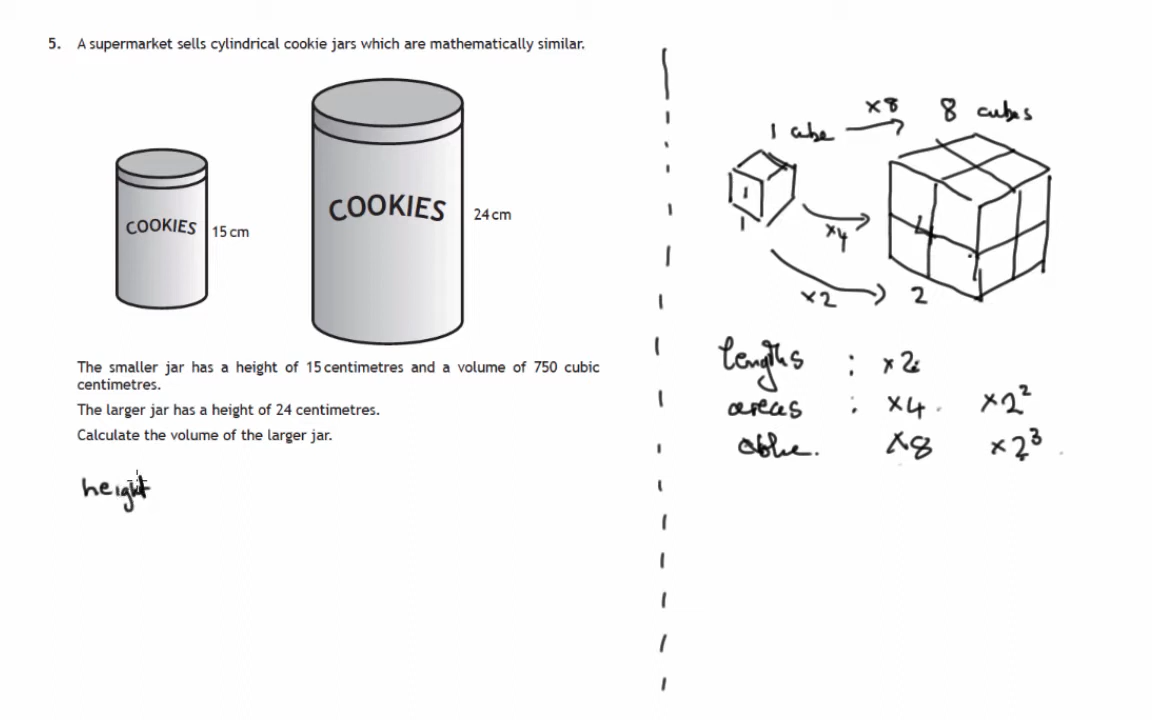 5. A supermarket sells cylindrical cookie jars which are mathematically similar.
COOKIES
15 cm
COOKIES
24 cm
The smaller jar has a height of 15 centimetres and a volume of 750 cubic
centimetres.
The larger jar has a height of 24 centimetres.
Calculate the volume of the larger jar.
height
×8
1 cube
8 cubes
1
1
×4
4
×2
2
lengths : ×2
areas : ×4 ×2²
×8 ×2³